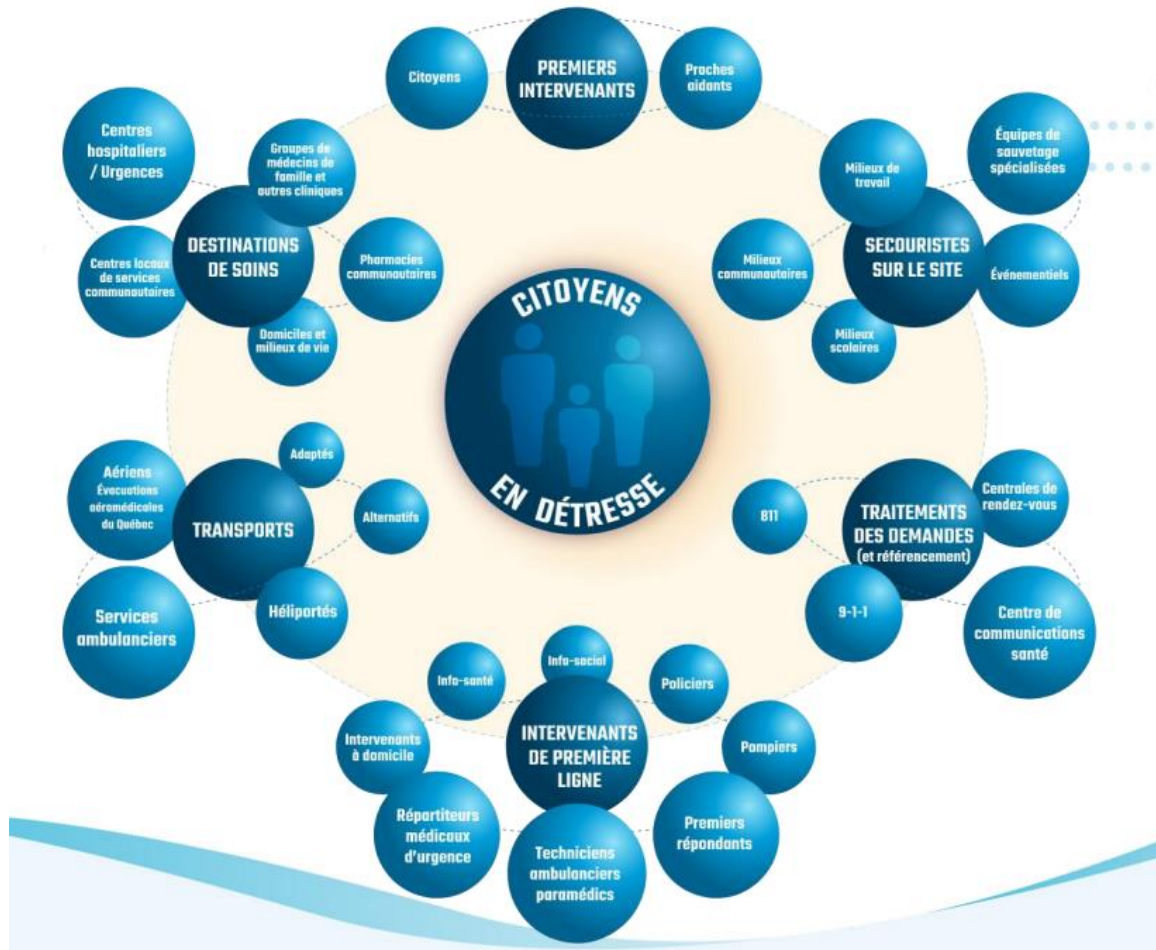 PREMIERS
INTERVENANTS
Citoyens
Proches
aidants
Centres
hospitaliers
/ Urgences
Groupes de
médecins de
famille et
autres cliniques
DESTINATIONS
DE SOINS
Centres locaux
de services
communautaires
Pharmacies
communautaires
Domiciles et
milieux de vie
Milieux de
travail
Équipes de
sauvetage
spécialisées
SECOURISTES
SUR LE SITE
Milieux
communautaires
Événementiels
Milieux
scolaires
CITOYENS
EN DÉTRESSE
Adaptés
Aériens
Évacuations
aéromédicales
du Québec
TRANSPORTS
Alternatifs
Services
ambulanciers
Héliportés
811
TRAITEMENTS
DES DEMANDES
(et référencement)
Centrales de
rendez-vous
9-1-1
Centre de
communications
santé
Info-santé
Info-social
Policiers
Intervenants
à domicile
INTERVENANTS
DE PREMIÈRE
LIGNE
Pompiers
Répartiteurs
médicaux
d'urgence
Techniciens
ambulanciers
paramédics
Premiers
répondants